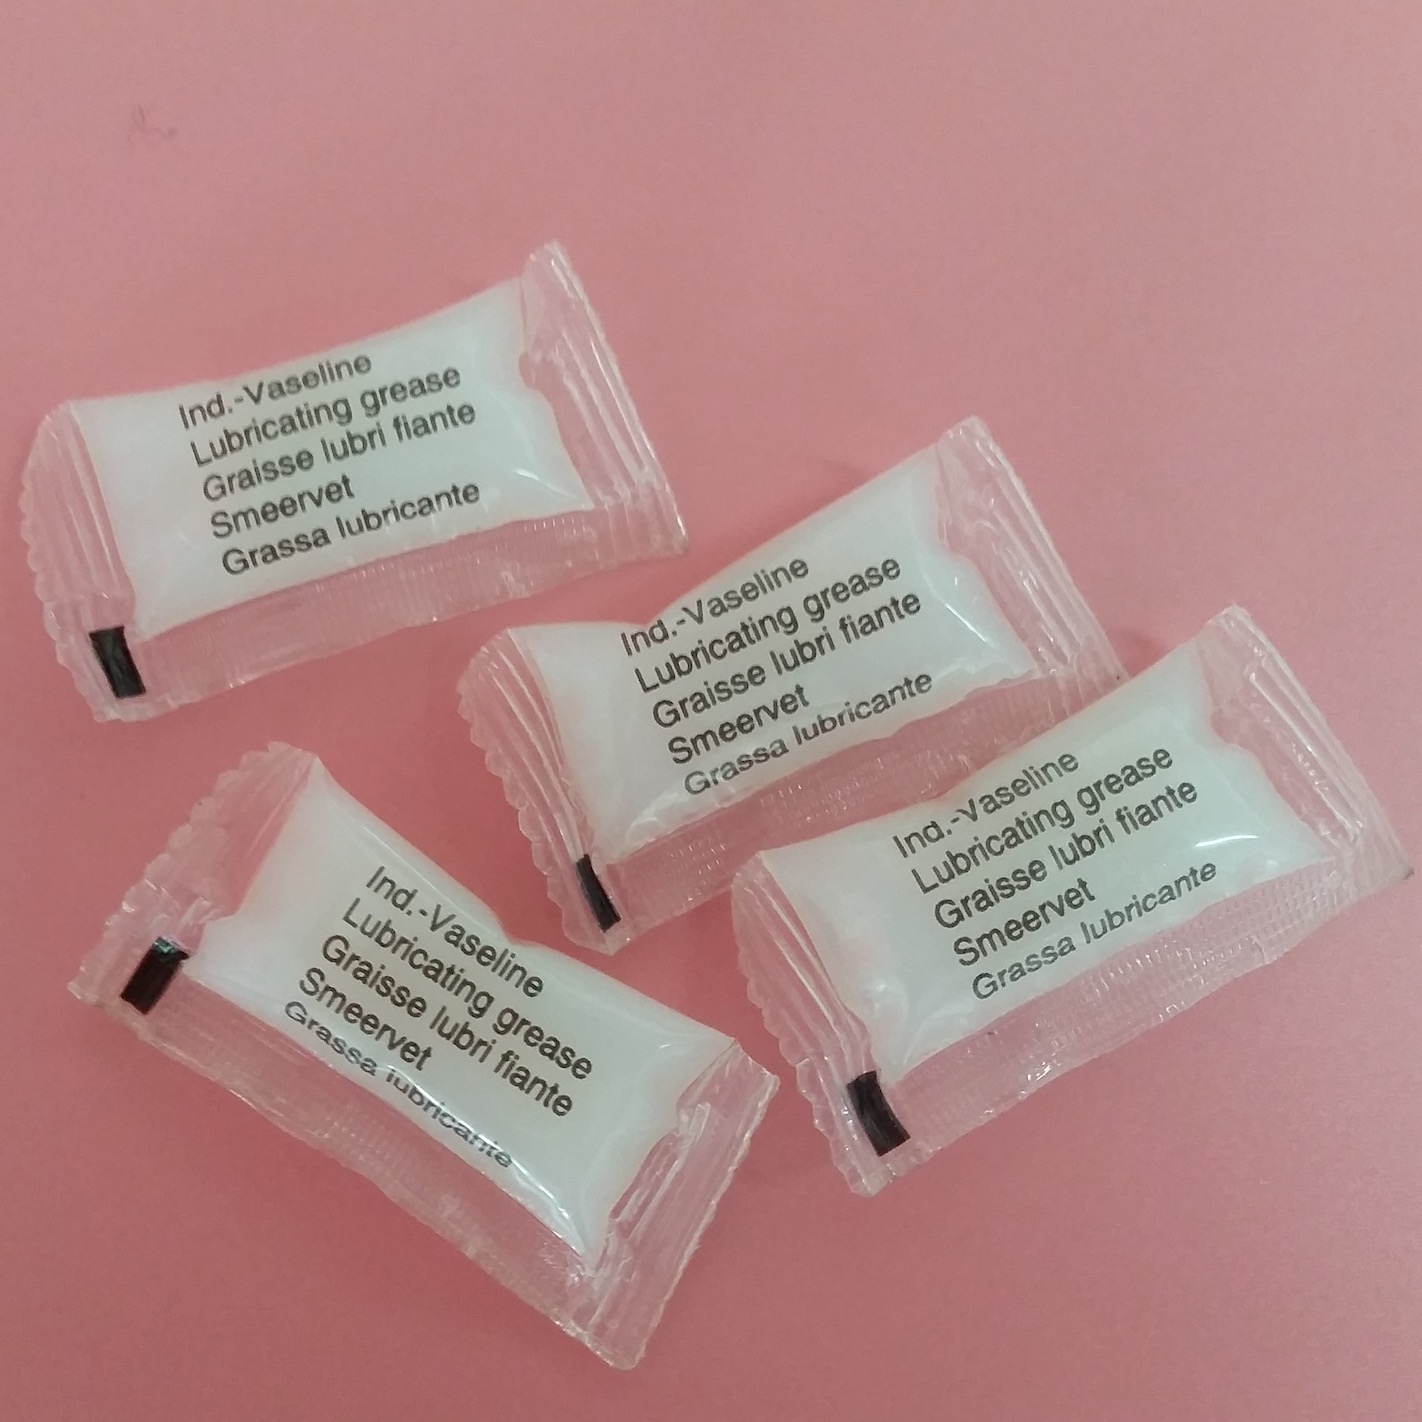 Ind.-Vaseline
Lubricating grease
Graisse lubri fiante
Smeervet
Grassa lubricante
Ind.-Vaseline
Lubricating grease
Graisse lubri fiante
Smeervet
Grassa lubricante
Ind.-Vaseline
Lubricating grease
Graisse lubri fiante
Smeervet
Grassa lubricante
Ind.-Vaseline
Lubricating grease
Graisse lubri fiante
Smeervet
Grassa lubricante